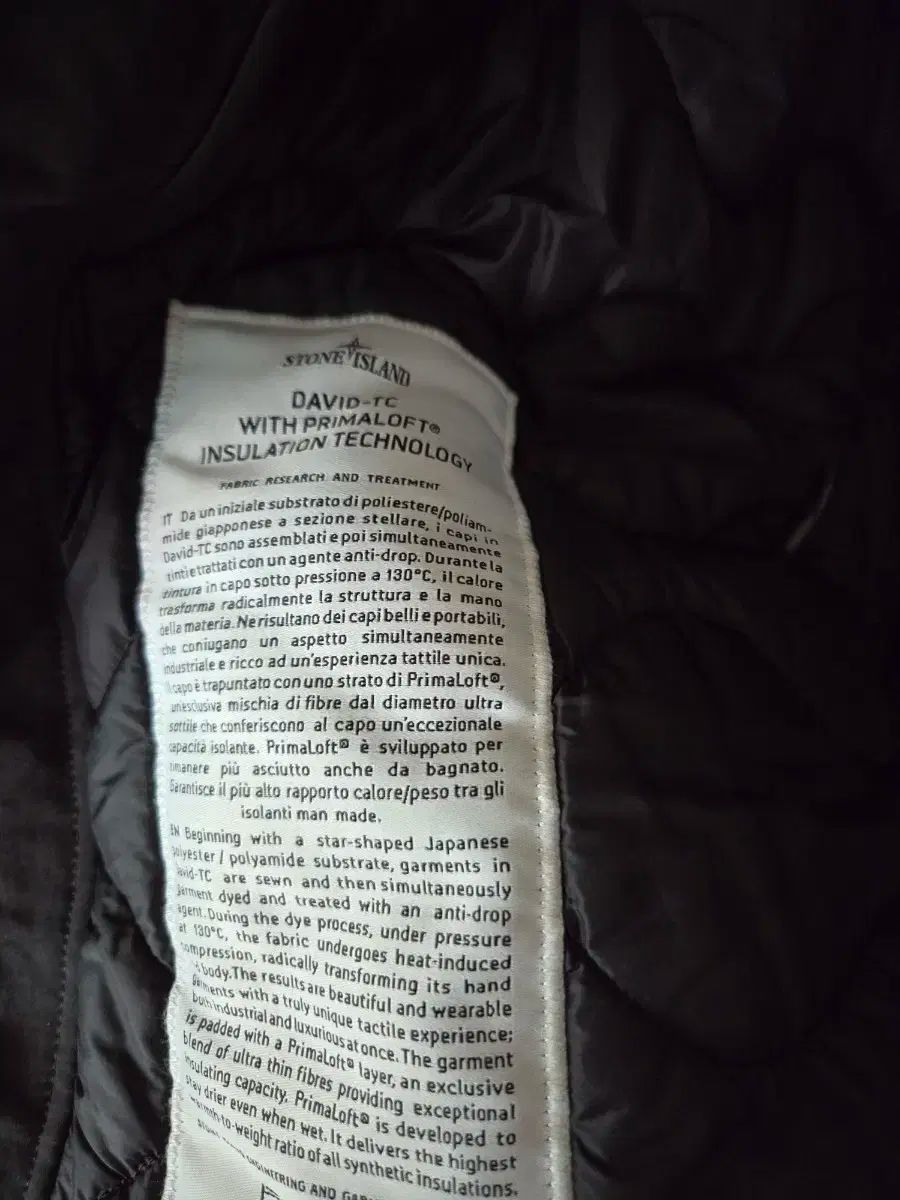 STONE ISLAND
DAVID-TC
WITH PRIMALOFT®
INSULATION TECHNOLOGY
FABRIC RESEARCH AND TREATMENT
IT Da un iniziale substrato di poliestere/poliam-
mide giapponese a sezione stellare, i capi in
David-TC sono assemblati e poi simultaneamente
tinti e trattati con un agente anti-drop. Durante la
tintura in capo sotto pressione a 130°C, il calore
trasforma radicalmente la struttura e la mano
della materia. Ne risultano dei capi belli e portabili,
che coniugano un aspetto simultaneamente
industriale e ricco ad un'esperienza tattile unica.
Il capo è trapuntato con uno strato di PrimaLoft®,
un'esclusiva mischia di fibre dal diametro ultra
sottile che conferiscono al capo un'eccezionale
capacità isolante. PrimaLoft® è sviluppato per
rimanere più asciutto anche da bagnato.
Garantisce il più alto rapporto calore/peso tra gli
isolanti man made.
EN Beginning with a star-shaped Japanese
polyester / polyamide substrate, garments in
David-TC are sewn and then simultaneously
garment dyed and treated with an anti-drop
agent. During the dye process, under pressure
at 130°C, the fabric undergoes heat-induced
compression, radically transforming its hand
body. The results are beautiful and wearable
garments with a truly unique tactile experience;
both industrial and luxurious at once. The garment
is padded with a PrimaLoft® layer, an exclusive
blend of ultra thin fibres providing exceptional
insulating capacity. PrimaLoft® is developed to
stay drier even when wet. It delivers the highest
warmth-to-weight ratio of all synthetic insulations.
ENGINEERING AND